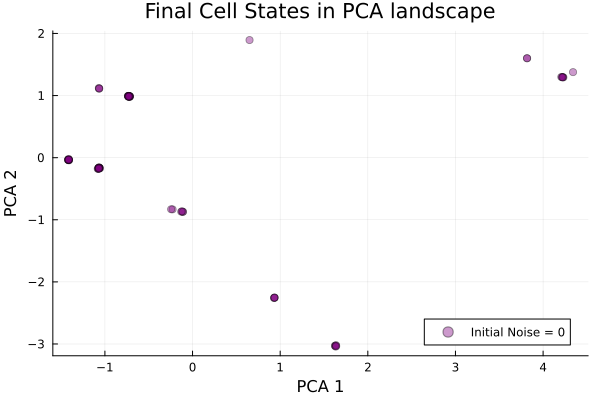 Final Cell States in PCA landscape
2
1
0
−1
−2
−3
PCA 2
Initial Noise = 0
−1 0 1 2 3 4
PCA 1